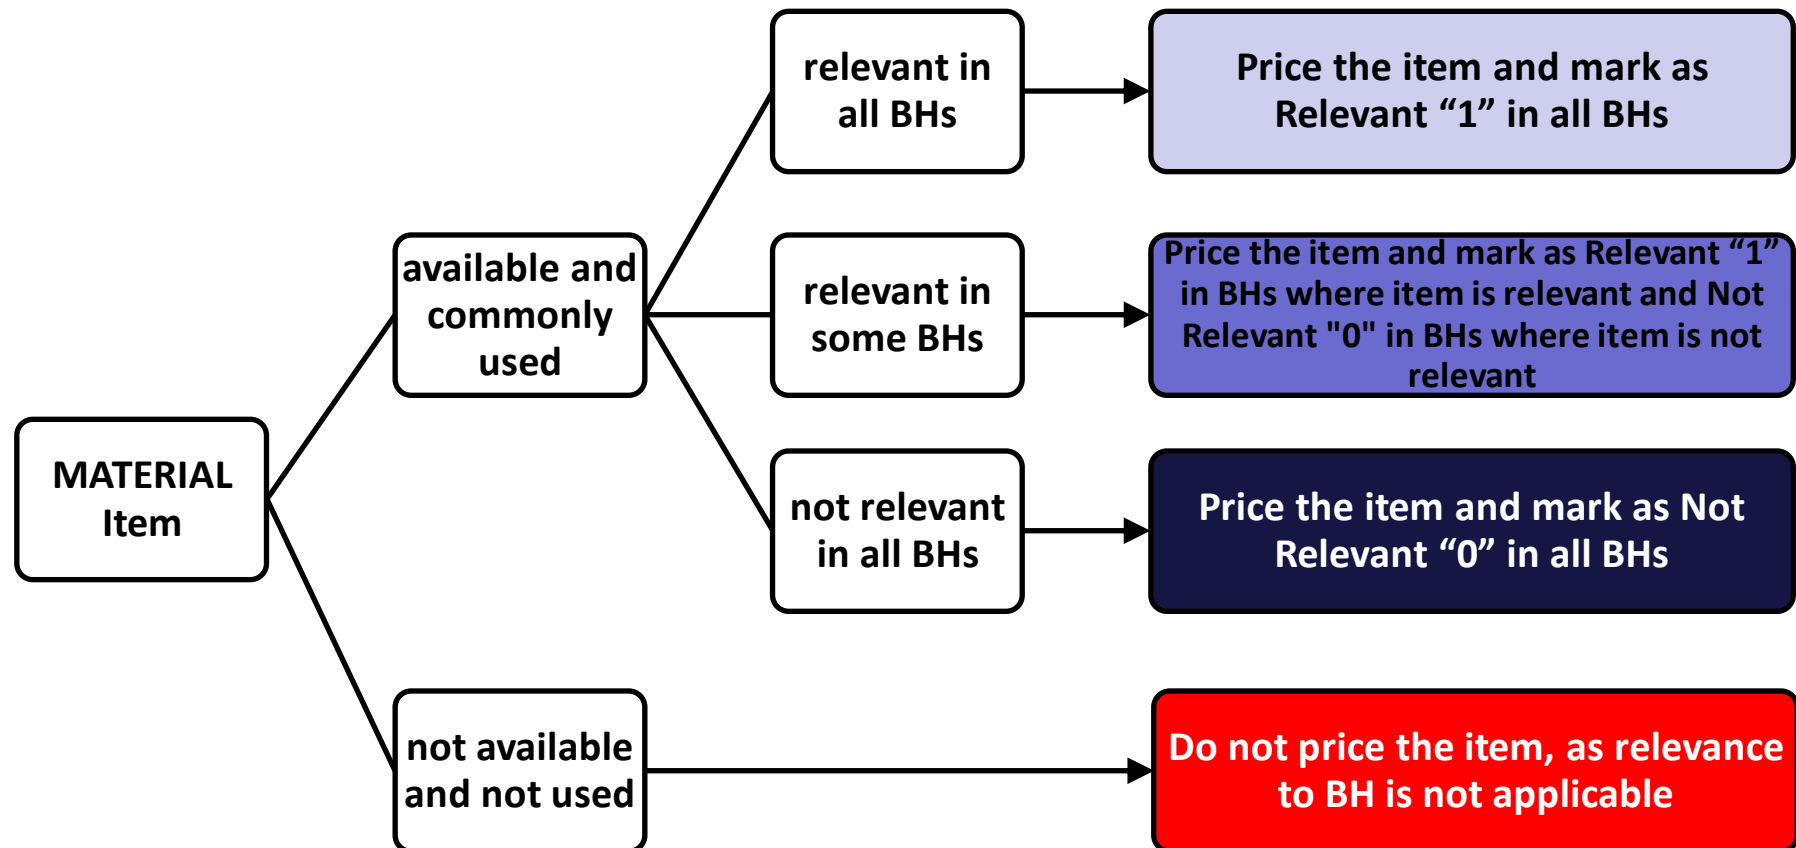 MATERIAL
Item
available and
commonly
used
not available
and not used
relevant in
all BHs
relevant in
some BHs
not relevant
in all BHs
Price the item and mark as
Relevant “1” in all BHs
Price the item and mark as Relevant “1”
in BHs where item is relevant and Not
Relevant "0" in BHs where item is not
relevant
Price the item and mark as Not
Relevant “0” in all BHs
Do not price the item, as relevance
to BH is not applicable